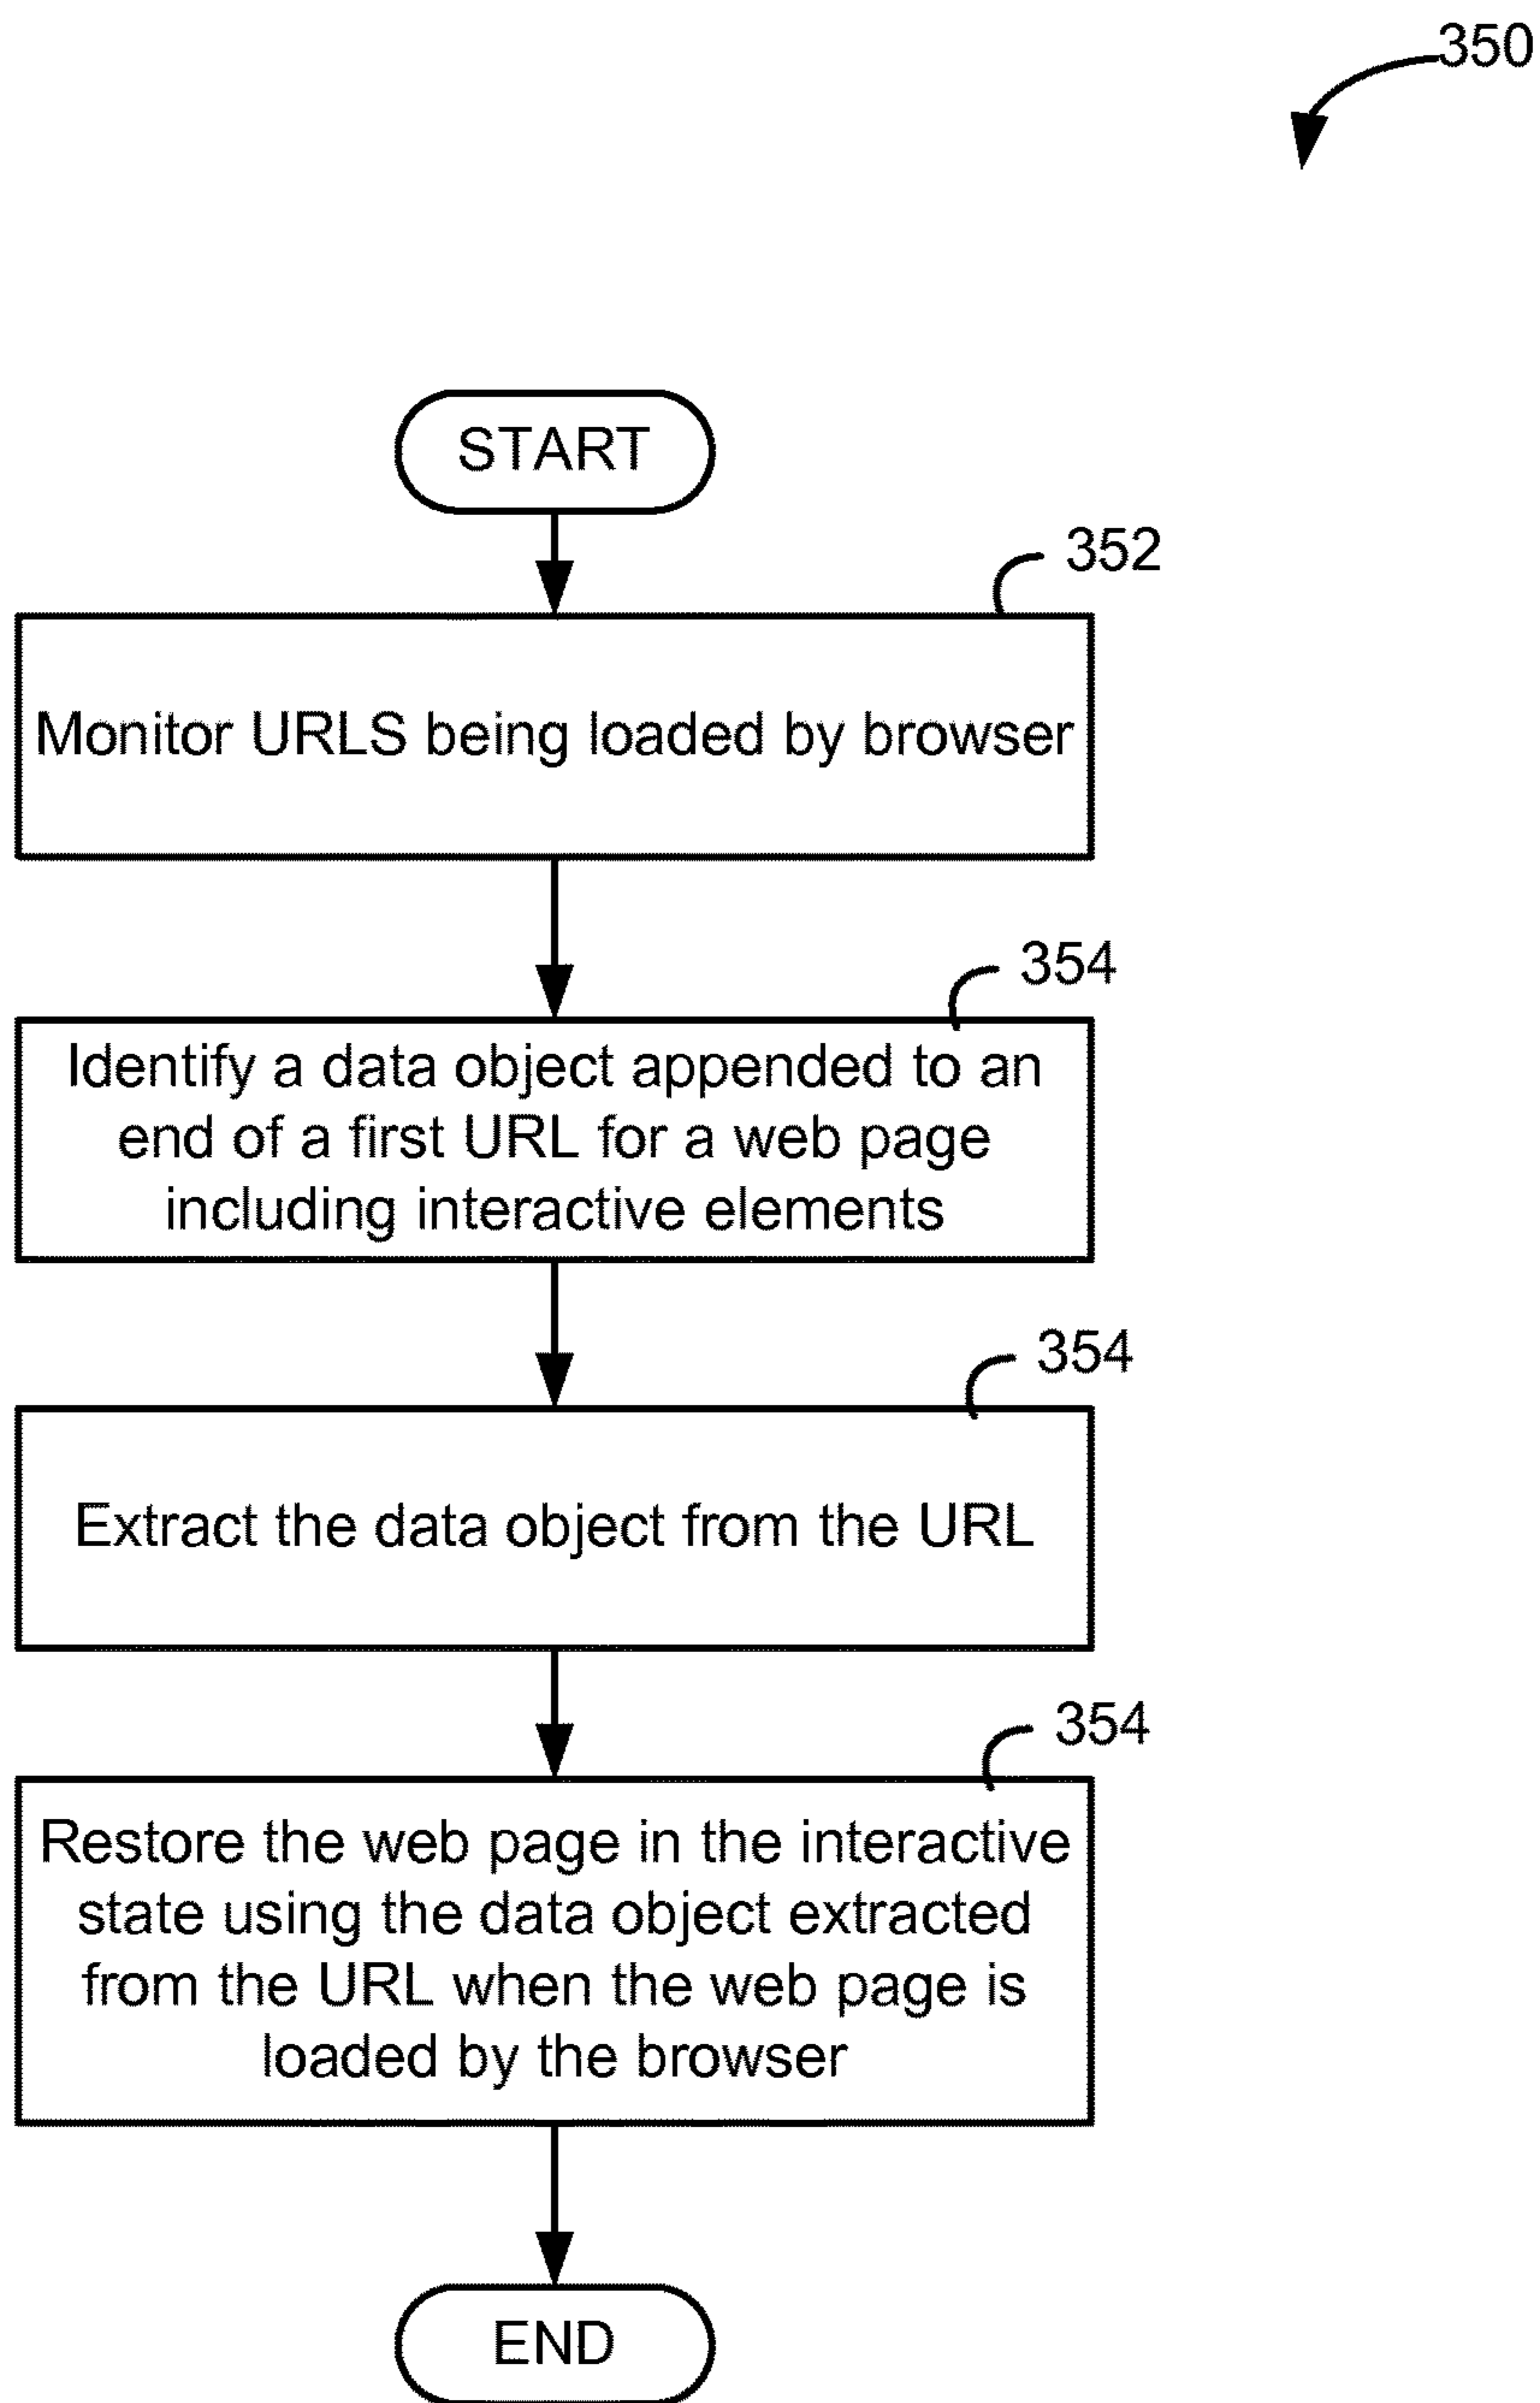 350
START
352
Monitor URLS being loaded by browser
354
Identify a data object appended to an
end of a first URL for a web page
including interactive elements
354
Extract the data object from the URL
354
Restore the web page in the interactive
state using the data object extracted
from the URL when the web page is
loaded by the browser
END